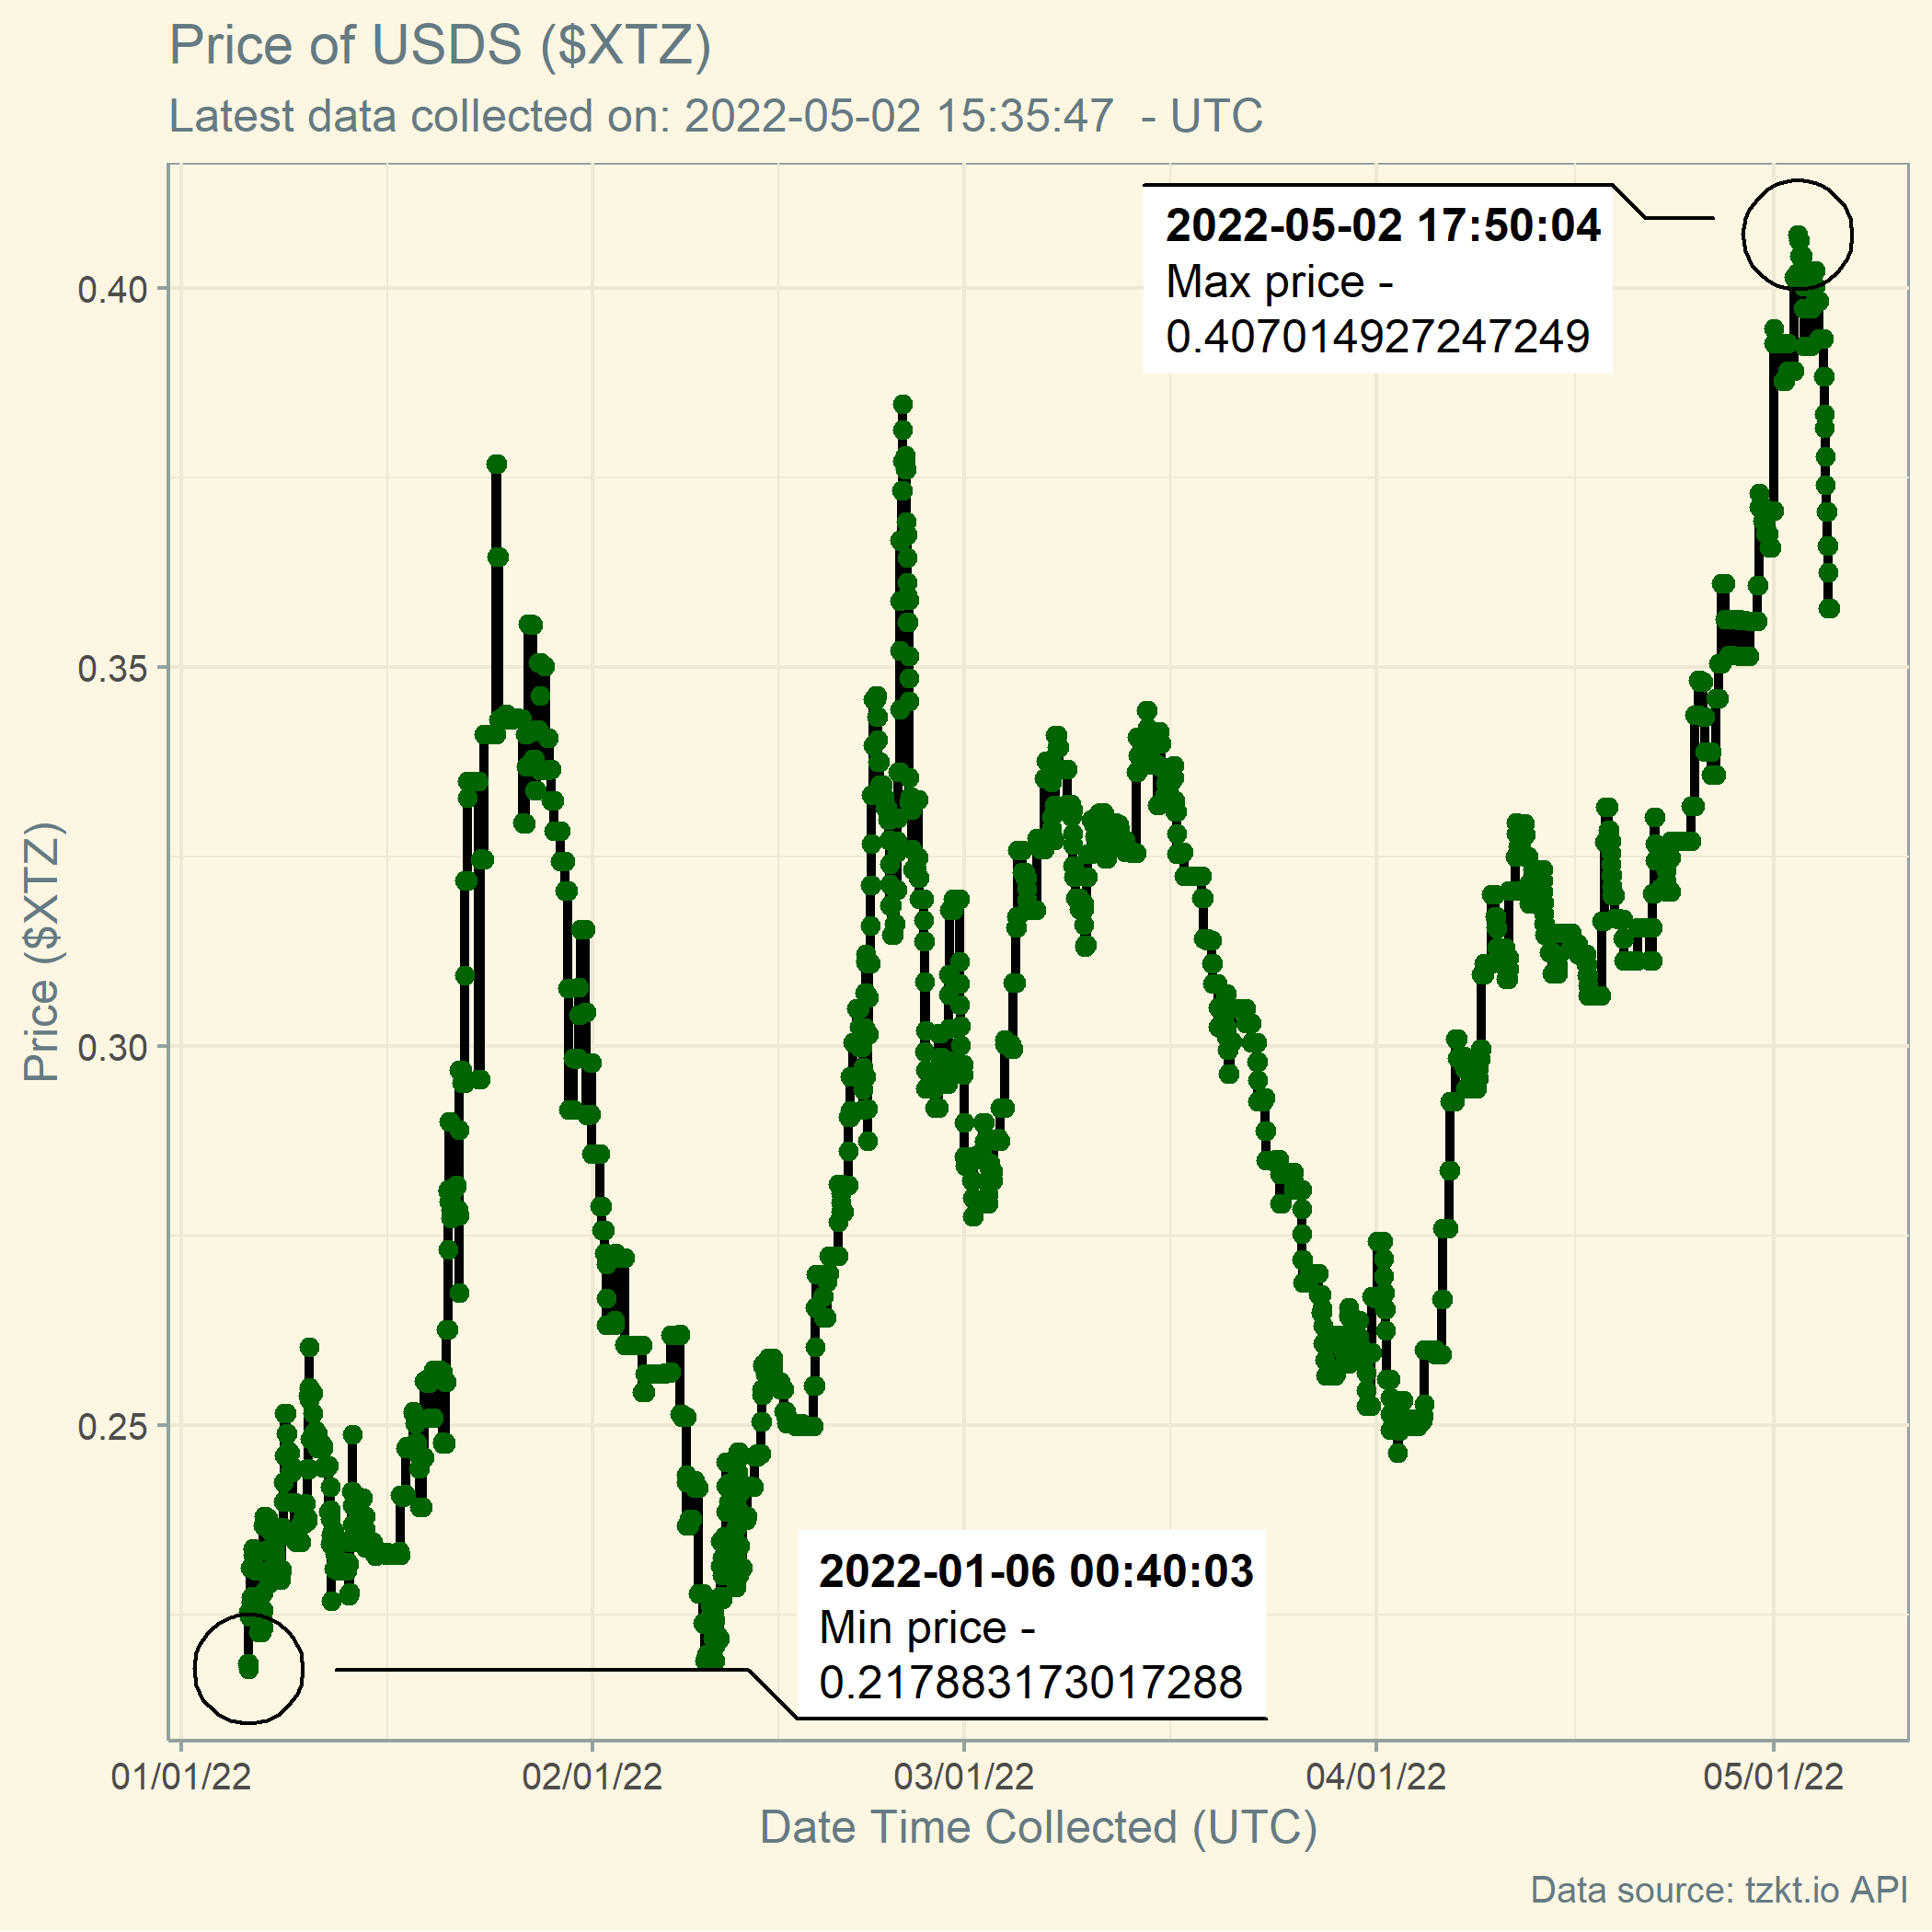 Price of USDS ($XTZ)
Latest data collected on: 2022-05-02 15:35:47  - UTC
2022-05-02 17:50:04
Max price -
0.407014927247249
0.40
0.35
0.30
0.25
Price ($XTZ)
2022-01-06 00:40:03
Min price -
0.217883173017288
01/01/22
02/01/22
03/01/22
04/01/22
05/01/22
Date Time Collected (UTC)
Data source: tzkt.io API